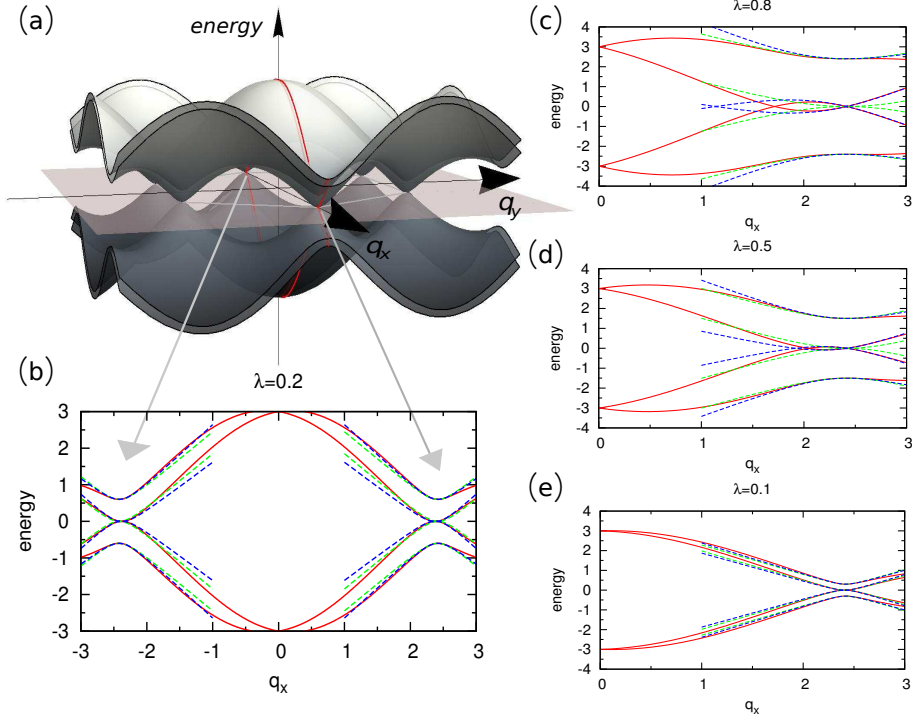 (a)
energy
q_y
q_x
(b)
λ=0.2
energy
3
2
1
0
-1
-2
-3
-3 -2 -1 0 1 2 3
q_x
(c)
λ=0.8
energy
4
3
2
1
0
-1
-2
-3
-4
0 1 2 3
q_x
(d)
λ=0.5
energy
4
3
2
1
0
-1
-2
-3
-4
0 1 2 3
q_x
(e)
λ=0.1
energy
4
3
2
1
0
-1
-2
-3
-4
0 1 2 3
q_x